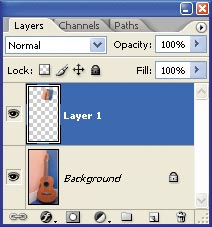 Layers Channels Paths
Normal Opacity: 100%
Lock: Fill: 100%
Layer 1
Background